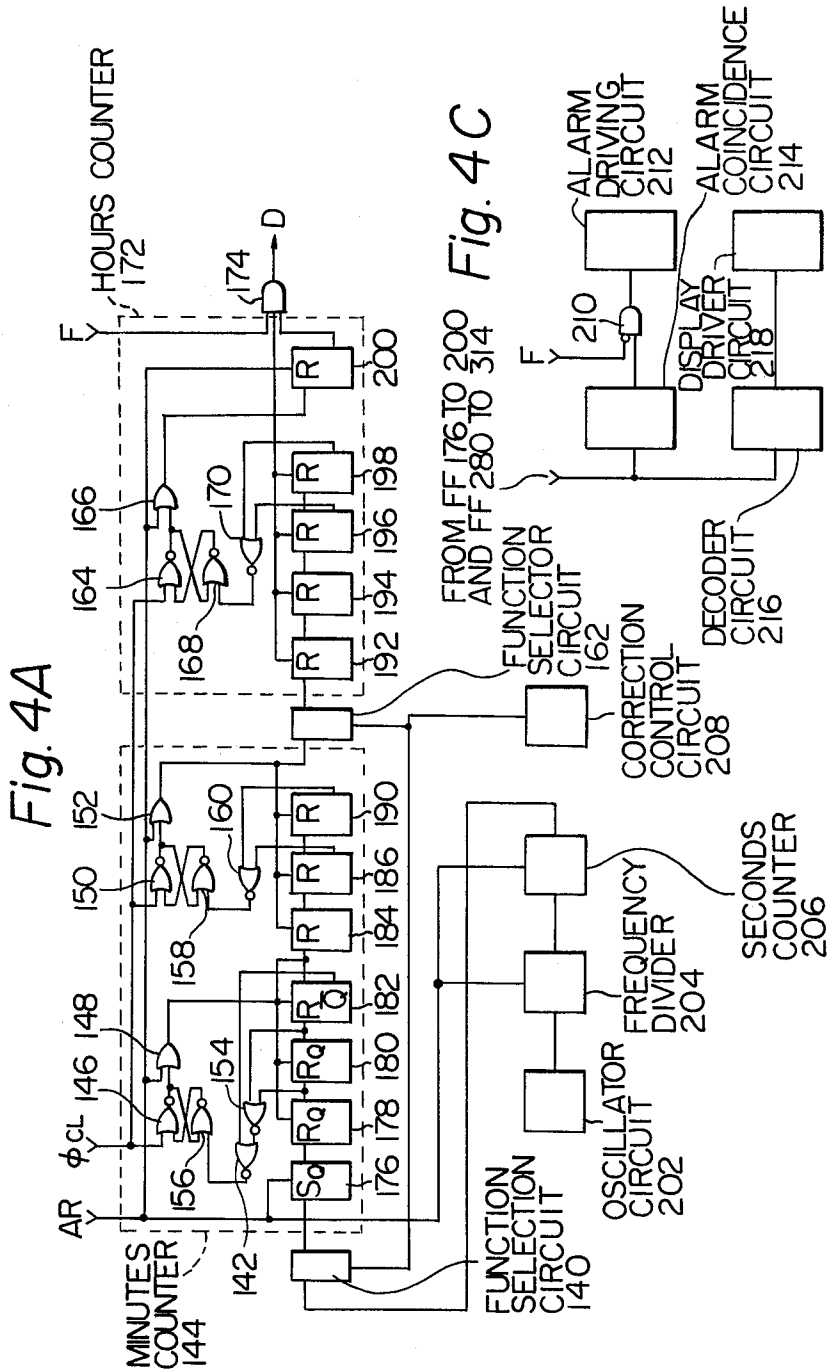 Fig. 4A
MINUTES
COUNTER
144
AR
ΦCL
146
148
150
152
164
166
F
HOURS COUNTER
172
174
D
156
142
154
158
160
168
170
S Q
R Q
R Q
R Q̄
R
R
R
R
R
R
R
R
176
178
180
182
184
186
190
192
194
196
198
200
FUNCTION
SELECTION
CIRCUIT
140
OSCILLATOR
CIRCUIT
202
FREQUENCY
DIVIDER
204
SECONDS
COUNTER
206
CORRECTION
CONTROL
CIRCUIT
208
FUNCTION
SELECTOR
CIRCUIT
162
Fig. 4C
FROM FF 176 TO 200
AND FF 280 TO 314
F
210
ALARM
DRIVING
CIRCUIT
212
ALARM
COINCIDENCE
CIRCUIT
214
DECODER
CIRCUIT
216
DISPLAY
DRIVER
CIRCUIT
218